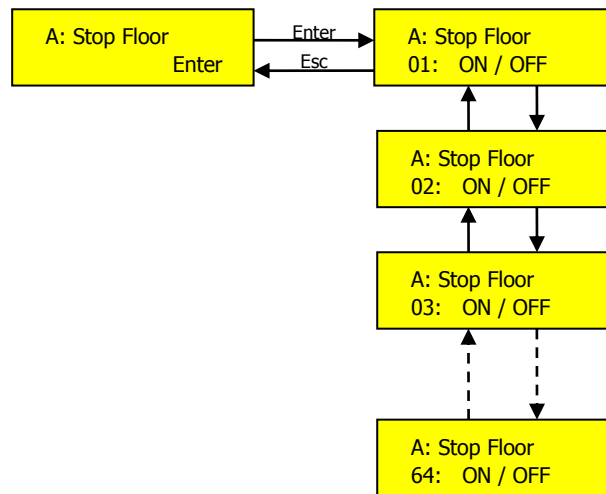 A: Stop Floor
Enter
Enter
Esc
A: Stop Floor
01: ON / OFF
A: Stop Floor
02: ON / OFF
A: Stop Floor
03: ON / OFF
A: Stop Floor
64: ON / OFF